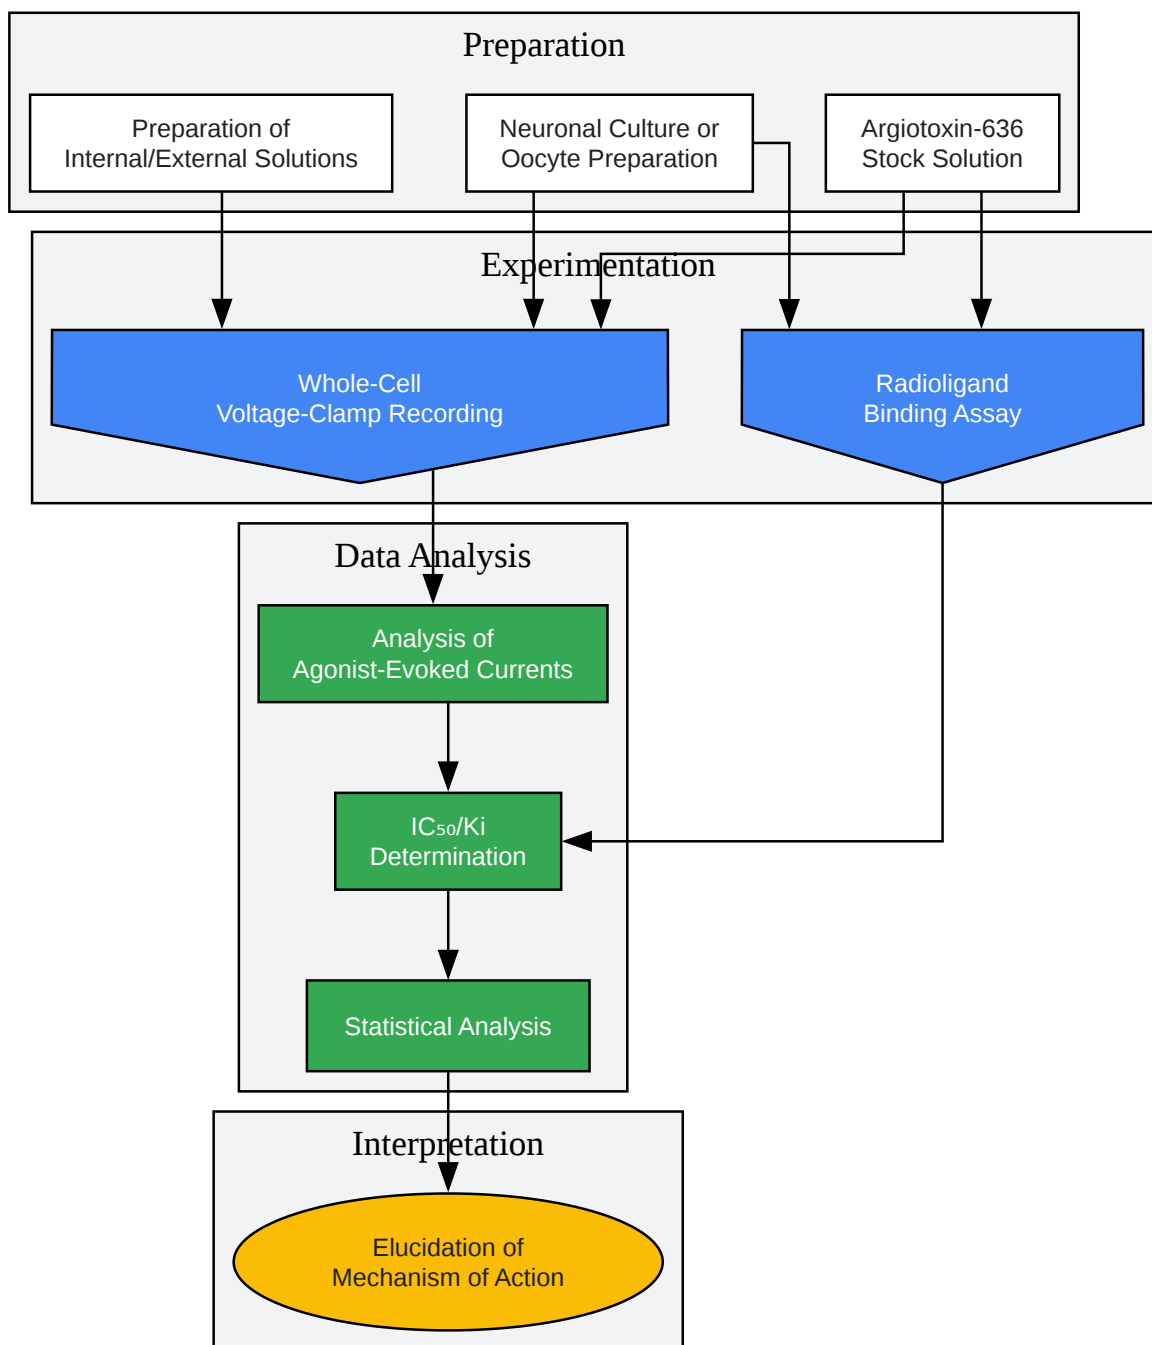 Preparation
Preparation of
Internal/External Solutions
Neuronal Culture or
Oocyte Preparation
Argiotoxin-636
Stock Solution
Experimentation
Whole-Cell
Voltage-Clamp Recording
Radioligand
Binding Assay
Data Analysis
Analysis of
Agonist-Evoked Currents
IC₅₀/Ki
Determination
Statistical Analysis
Interpretation
Elucidation of
Mechanism of Action